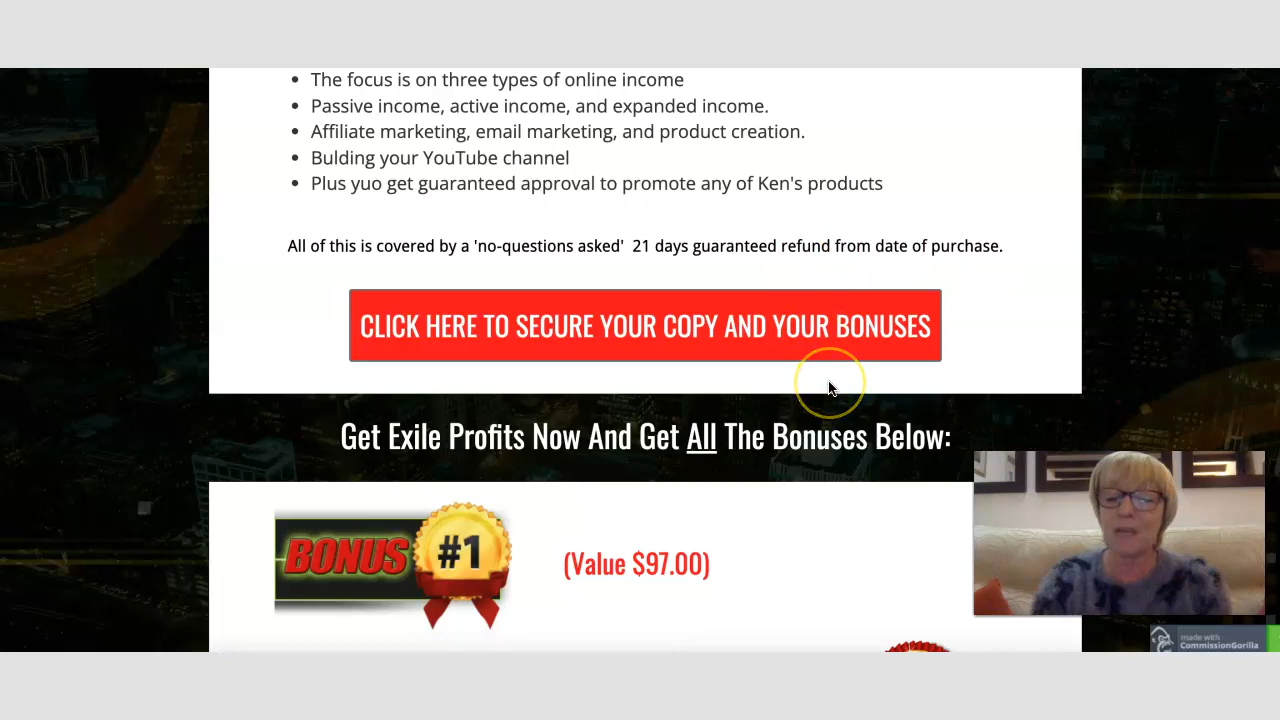 The focus is on three types of online income
Passive income, active income, and expanded income.
Affiliate marketing, email marketing, and product creation.
Bulding your YouTube channel
Plus yuo get guaranteed approval to promote any of Ken's products
All of this is covered by a 'no-questions asked'  21 days guaranteed refund from date of purchase.
CLICK HERE TO SECURE YOUR COPY AND YOUR BONUSES
Get Exile Profits Now And Get All The Bonuses Below:
BONUS #1
(Value $97.00)
made with
CommissionGorilla